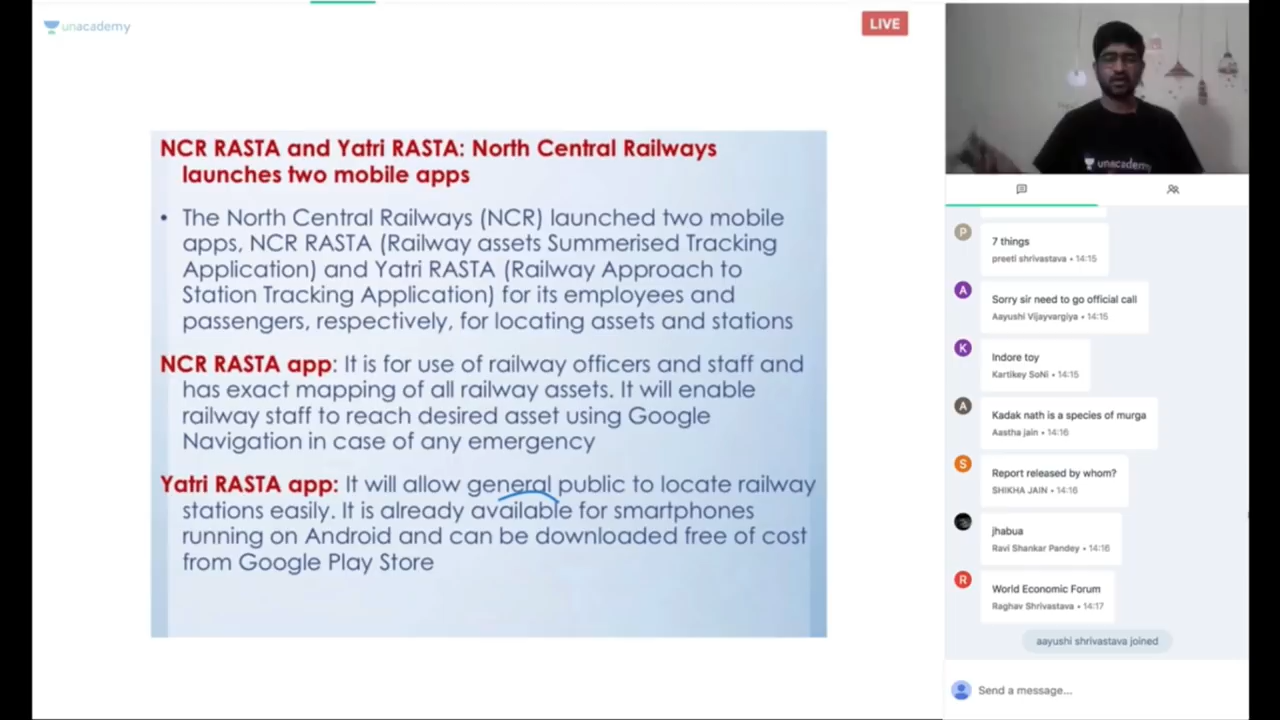 unacademy
LIVE
NCR RASTA and Yatri RASTA: North Central Railways
launches two mobile apps
• The North Central Railways (NCR) launched two mobile
apps, NCR RASTA (Railway assets Summerised Tracking
Application) and Yatri RASTA (Railway Approach to
Station Tracking Application) for its employees and
passengers, respectively, for locating assets and stations
NCR RASTA app: It is for use of railway officers and staff and
has exact mapping of all railway assets. It will enable
railway staff to reach desired asset using Google
Navigation in case of any emergency
Yatri RASTA app: It will allow general public to locate railway
stations easily. It is already available for smartphones
running on Android and can be downloaded free of cost
from Google Play Store
unacademy
P
7 things
preeti shrivastava • 14:15
A
Sorry sir need to go official call
Aayushi Vijayvargiya • 14:15
K
Indore toy
Kartikey SoNi • 14:15
A
Kadak nath is a species of murga
Aastha jain • 14:16
S
Report released by whom?
SHIKHA JAIN • 14:16
jhabua
Ravi Shankar Pandey • 14:16
R
World Economic Forum
Raghav Shrivastava • 14:17
aayushi shrivastava joined
Send a message...